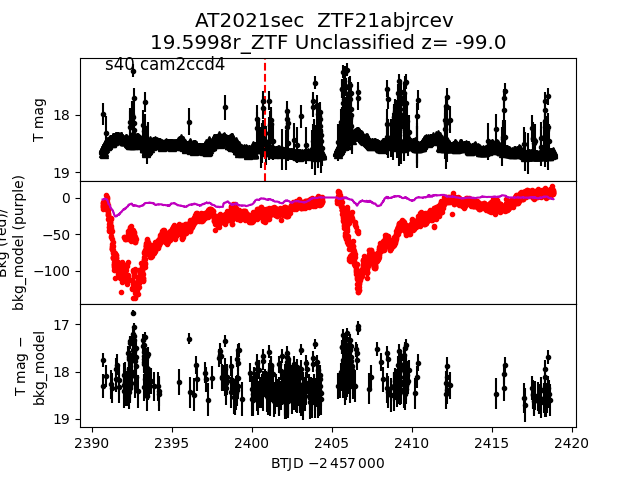 AT2021sec ZTF21abjrcev
19.5998r_ZTF Unclassified z= -99.0
s40 cam2ccd4
T mag
18
19
Bkg (red)/
bkg_model (purple)
0
−50
−100
T mag −
bkg_model
17
18
19
2390 2395 2400 2405 2410 2415 2420
BTJD −2 457 000